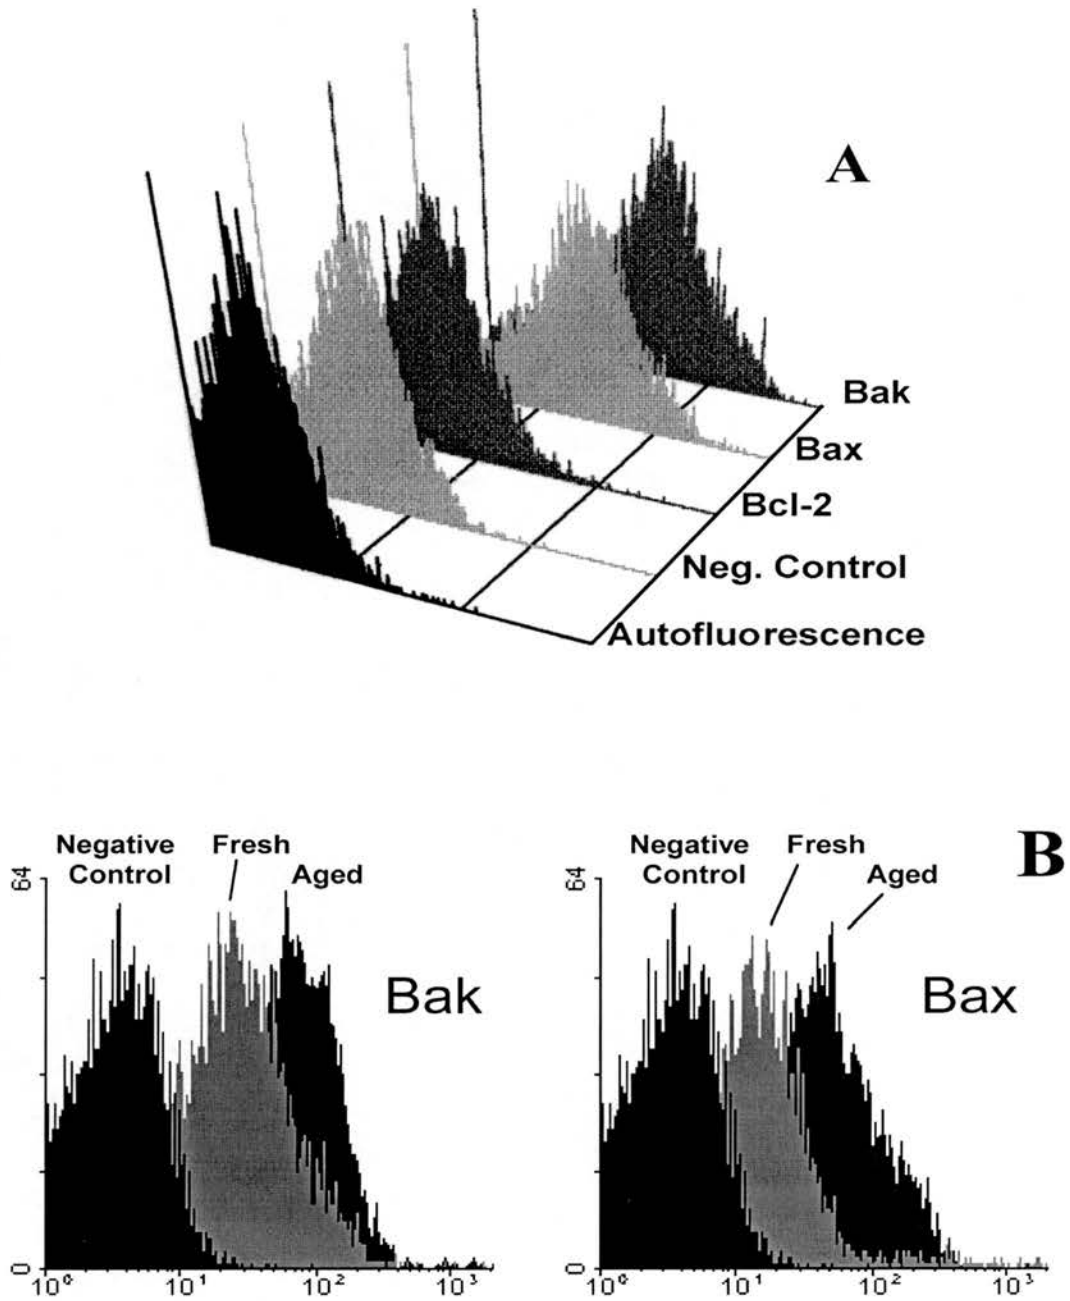 A
Bak
Bax
Bcl-2
Neg. Control
Autofluorescence
B
Negative
Control
Fresh
Aged
64
Bak
0
10⁰ 10¹ 10² 10³
Negative
Control
Fresh
Aged
64
Bax
0
10⁰ 10¹ 10² 10³